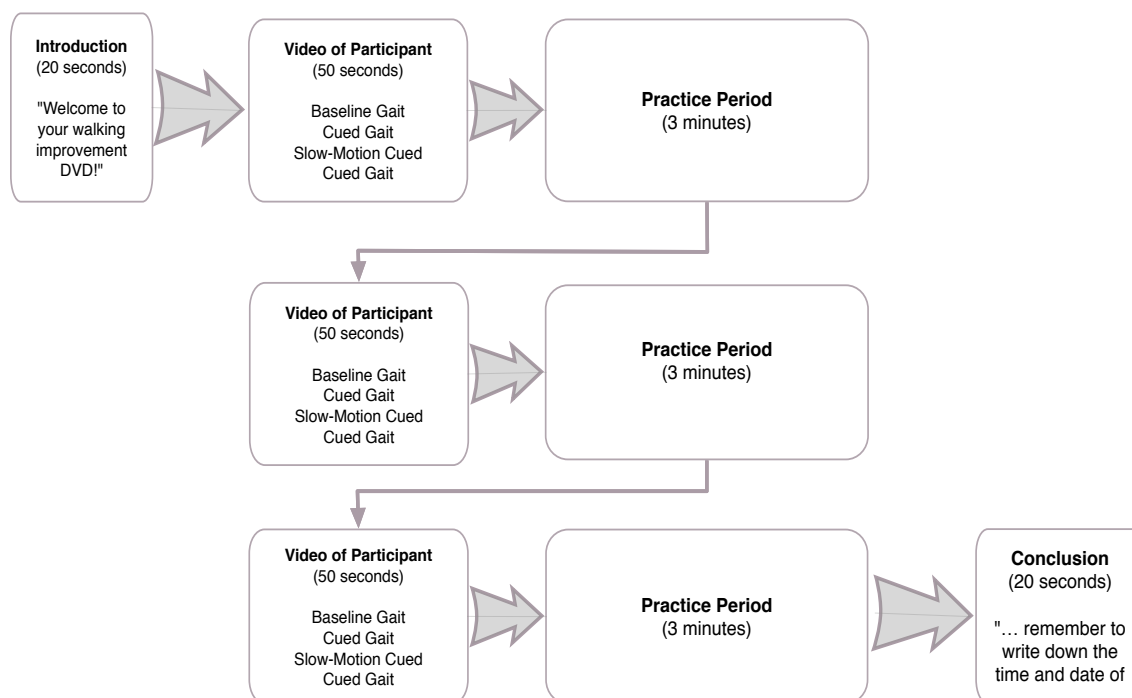 Introduction
(20 seconds)
"Welcome to
your walking
improvement
DVD!"
Video of Participant
(50 seconds)
Baseline Gait
Cued Gait
Slow-Motion Cued
Cued Gait
Practice Period
(3 minutes)
Video of Participant
(50 seconds)
Baseline Gait
Cued Gait
Slow-Motion Cued
Cued Gait
Practice Period
(3 minutes)
Video of Participant
(50 seconds)
Baseline Gait
Cued Gait
Slow-Motion Cued
Cued Gait
Practice Period
(3 minutes)
Conclusion
(20 seconds)
"... remember to
write down the
time and date of